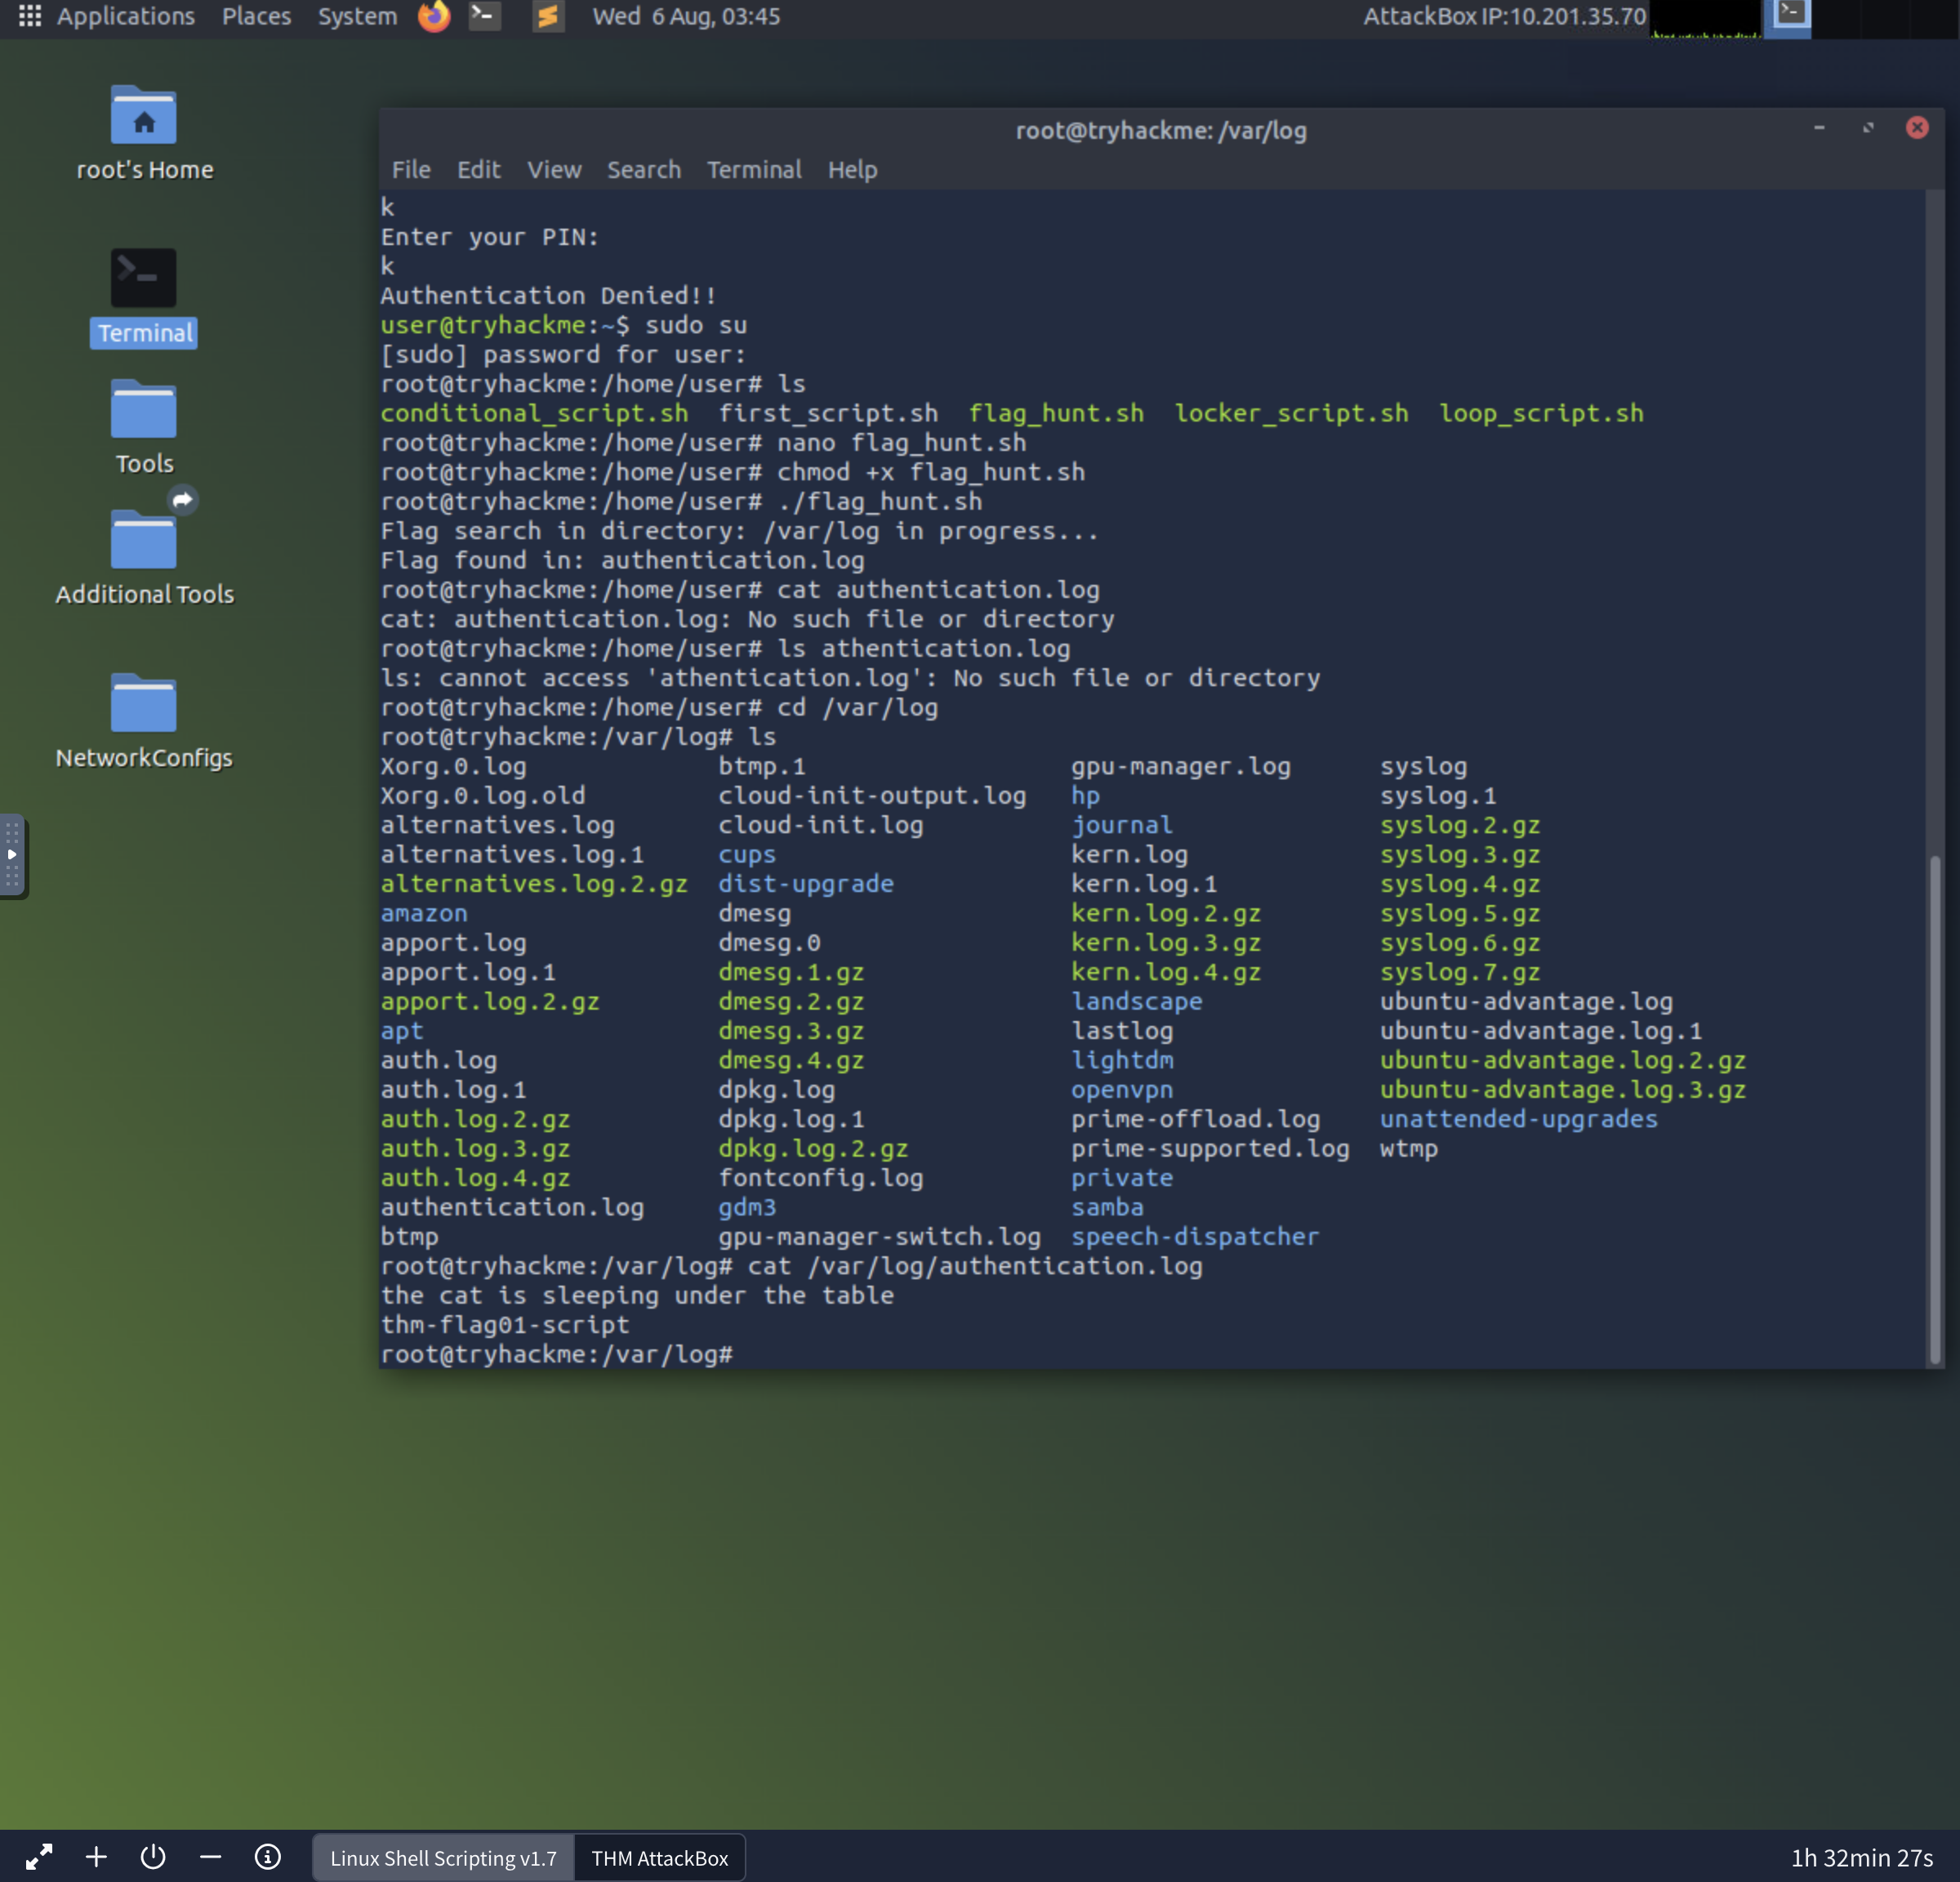 Applications Places System Wed 6 Aug, 03:45 AttackBox IP:10.201.35.70
root's Home
Terminal
Tools
Additional Tools
NetworkConfigs
root@tryhackme: /var/log
File Edit View Search Terminal Help
k
Enter your PIN:
k
Authentication Denied!!
user@tryhackme:~$ sudo su
[sudo] password for user:
root@tryhackme:/home/user# ls
conditional_script.sh first_script.sh flag_hunt.sh locker_script.sh loop_script.sh
root@tryhackme:/home/user# nano flag_hunt.sh
root@tryhackme:/home/user# chmod +x flag_hunt.sh
root@tryhackme:/home/user# ./flag_hunt.sh
Flag search in directory: /var/log in progress...
Flag found in: authentication.log
root@tryhackme:/home/user# cat authentication.log
cat: authentication.log: No such file or directory
root@tryhackme:/home/user# ls athentication.log
ls: cannot access 'athentication.log': No such file or directory
root@tryhackme:/home/user# cd /var/log
root@tryhackme:/var/log# ls
Xorg.0.log btmp.1 gpu-manager.log syslog
Xorg.0.log.old cloud-init-output.log hp syslog.1
alternatives.log cloud-init.log journal syslog.2.gz
alternatives.log.1 cups kern.log syslog.3.gz
alternatives.log.2.gz dist-upgrade kern.log.1 syslog.4.gz
amazon dmesg kern.log.2.gz syslog.5.gz
apport.log dmesg.0 kern.log.3.gz syslog.6.gz
apport.log.1 dmesg.1.gz kern.log.4.gz syslog.7.gz
apport.log.2.gz dmesg.2.gz landscape ubuntu-advantage.log
apt dmesg.3.gz lastlog ubuntu-advantage.log.1
auth.log dmesg.4.gz lightdm ubuntu-advantage.log.2.gz
auth.log.1 dpkg.log openvpn ubuntu-advantage.log.3.gz
auth.log.2.gz dpkg.log.1 prime-offload.log unattended-upgrades
auth.log.3.gz dpkg.log.2.gz prime-supported.log wtmp
auth.log.4.gz fontconfig.log private
authentication.log gdm3 samba
btmp gpu-manager-switch.log speech-dispatcher
root@tryhackme:/var/log# cat /var/log/authentication.log
the cat is sleeping under the table
thm-flag01-script
root@tryhackme:/var/log#
Linux Shell Scripting v1.7 THM AttackBox 1h 32min 27s